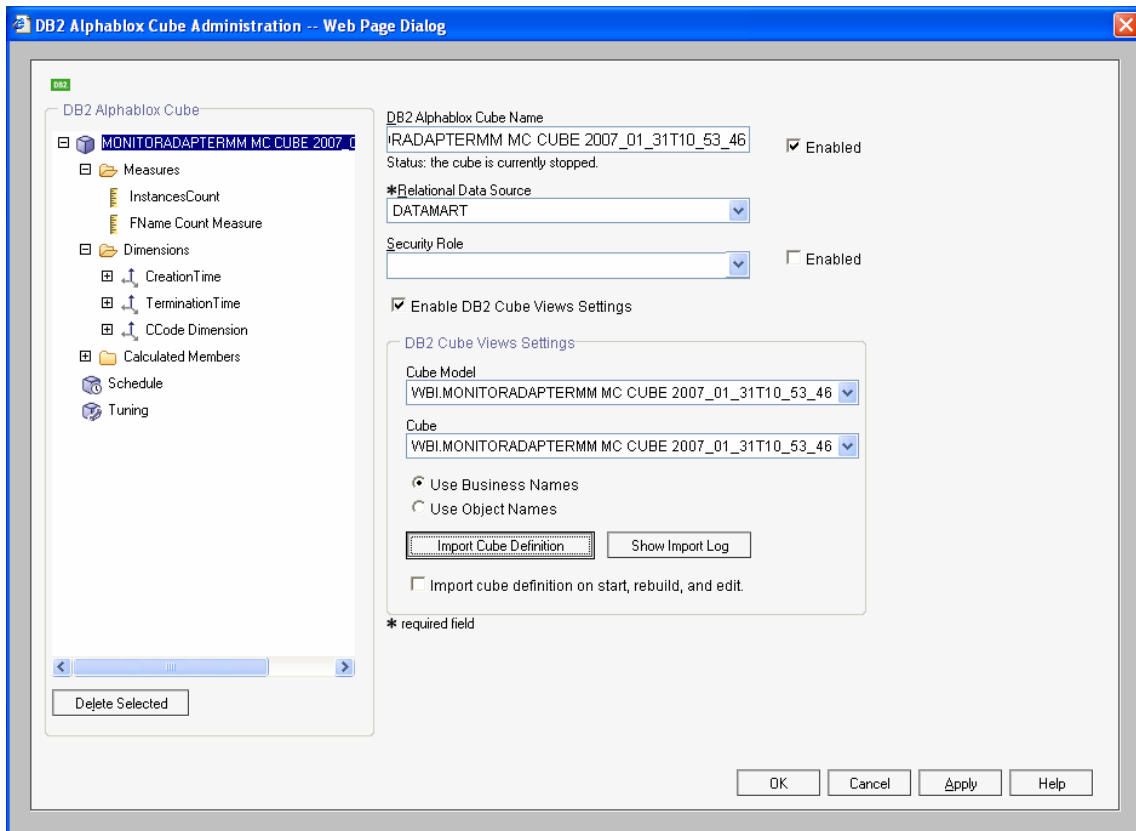 DB2 Alphablox Cube Administration -- Web Page Dialog
DB2
DB2 Alphablox Cube
MONITORADAPTERMM MC CUBE 2007_0
Measures
InstancesCount
FName Count Measure
Dimensions
CreationTime
TerminationTime
CCode Dimension
Calculated Members
Schedule
Tuning
Delete Selected
DB2 Alphablox Cube Name
RADAPTERMM MC CUBE 2007_01_31T10_53_46
Enabled
Status: the cube is currently stopped.
*Relational Data Source
DATAMART
Security Role
Enabled
Enable DB2 Cube Views Settings
DB2 Cube Views Settings
Cube Model
WBI.MONITORADAPTERMM MC CUBE 2007_01_31T10_53_46
Cube
WBI.MONITORADAPTERMM MC CUBE 2007_01_31T10_53_46
Use Business Names
Use Object Names
Import Cube Definition Show Import Log
Import cube definition on start, rebuild, and edit.
* required field
OK Cancel Apply Help